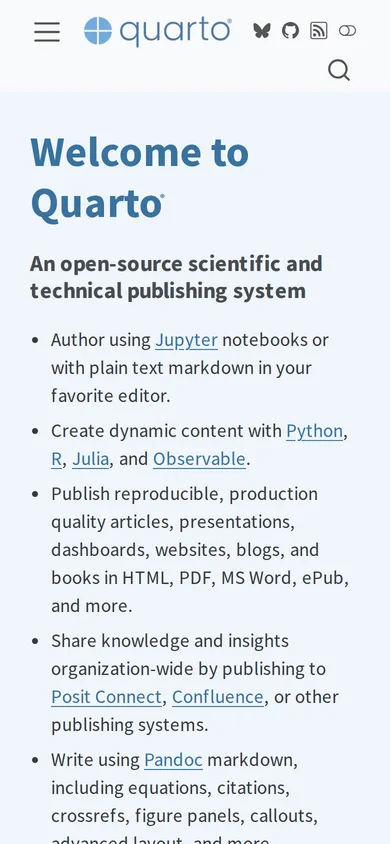 quarto®
Welcome to
Quarto®
An open-source scientific and
technical publishing system
• Author using Jupyter notebooks or
with plain text markdown in your
favorite editor.
• Create dynamic content with Python,
R, Julia, and Observable.
• Publish reproducible, production
quality articles, presentations,
dashboards, websites, blogs, and
books in HTML, PDF, MS Word, ePub,
and more.
• Share knowledge and insights
organization-wide by publishing to
Posit Connect, Confluence, or other
publishing systems.
• Write using Pandoc markdown,
including equations, citations,
crossrefs, figure panels, callouts,
advanced layout, and more.